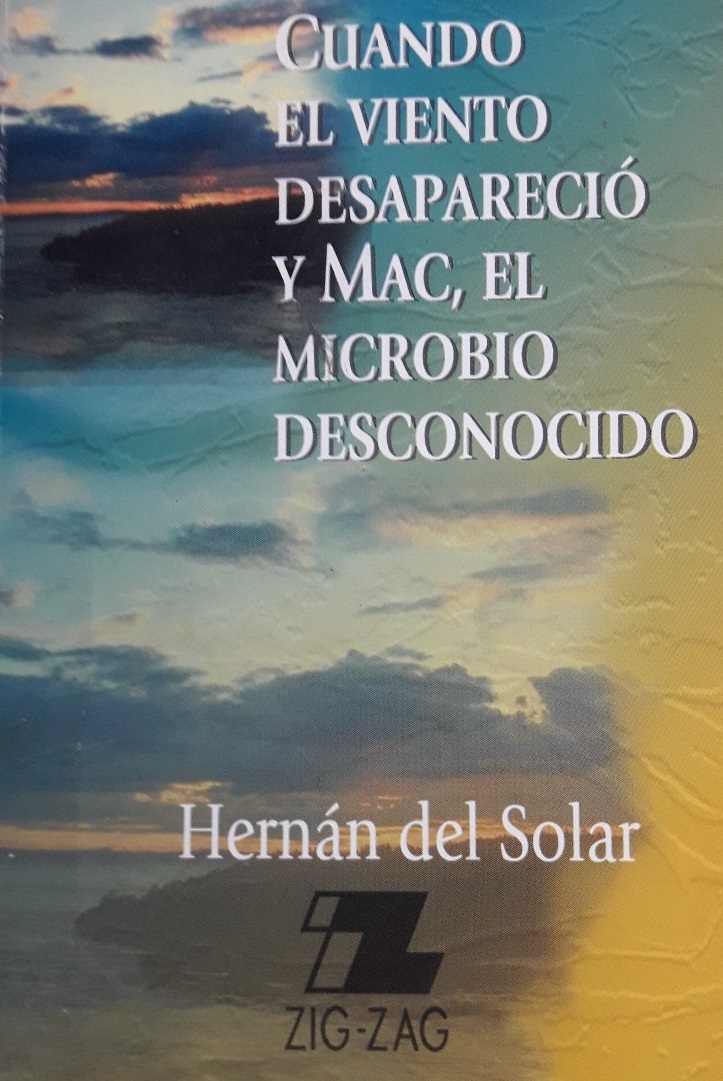 CUANDO
EL VIENTO
DESAPARECIÓ
Y MAC, EL
MICROBIO
DESCONOCIDO
Hernán del Solar
ZIG-ZAG